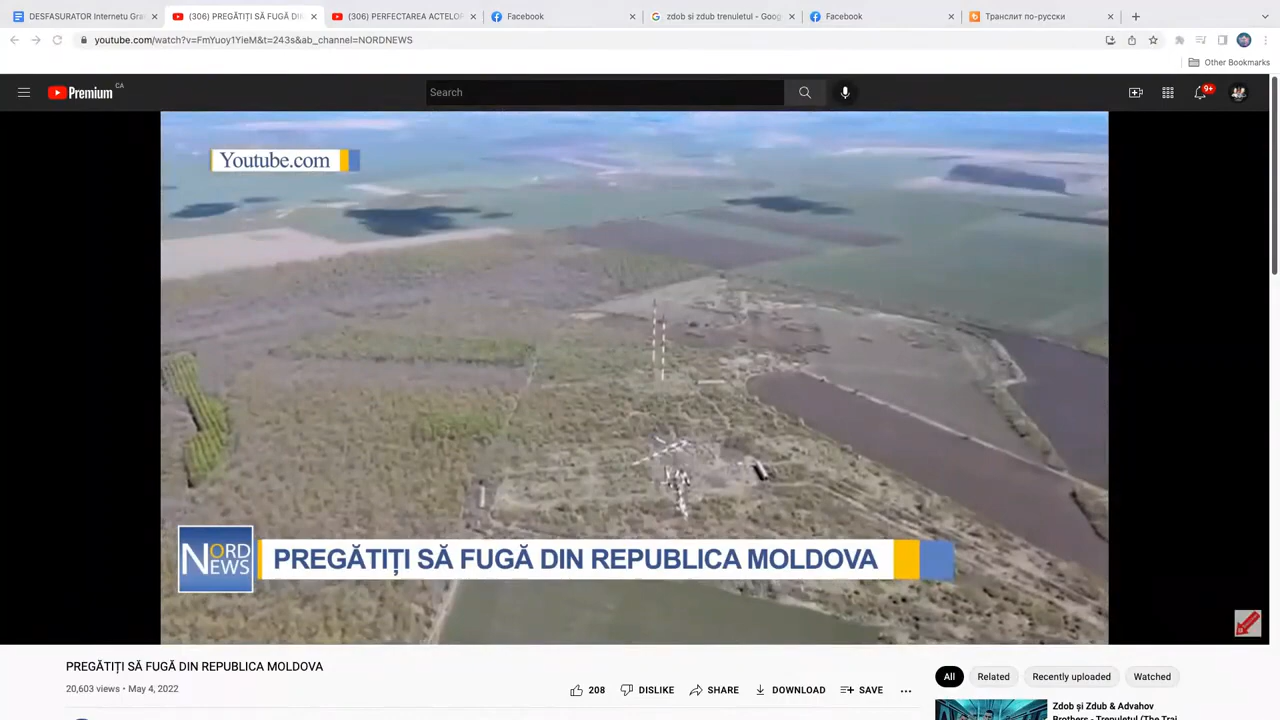 DESFASURATOR Internetu Gra
(306) PREGĂTIȚI SĂ FUGĂ DI
(306) PERFECTAREA ACTELOR
Facebook
zdob si zdub trenuletul - Goog
Facebook
Транслит по-русски
youtube.com/watch?v=FmYuoy1YieM&t=243s&ab_channel=NORDNEWS
Other Bookmarks
Premium CA
Search
9+
Youtube.com
NORD
NEWS
PREGĂTIȚI SĂ FUGĂ DIN REPUBLICA MOLDOVA
PREGĂTIȚI SĂ FUGĂ DIN REPUBLICA MOLDOVA
20,603 views • May 4, 2022
208
DISLIKE
SHARE
DOWNLOAD
SAVE
All
Related
Recently uploaded
Watched
Zdob și Zdub & Advahov
Brothers - Trenulețul (The Trai